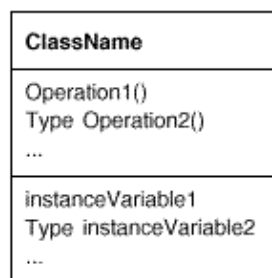 ClassName
Operation1()
Type Operation2()
...
instanceVariable1
Type instanceVariable2
...